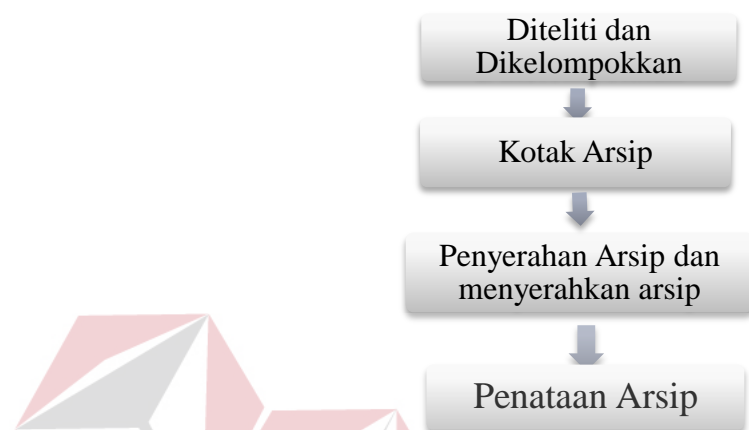 Diteliti dan
Dikelompokkan
Kotak Arsip
Penyerahan Arsip dan
menyerahkan arsip
Penataan Arsip